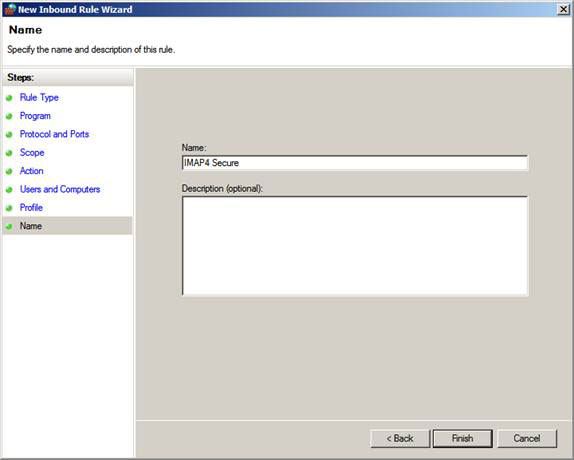 New Inbound Rule Wizard
Name
Specify the name and description of this rule.
Steps:
Rule Type
Program
Protocol and Ports
Scope
Action
Users and Computers
Profile
Name
Name:
IMAP4 Secure
Description (optional):
< Back
Finish
Cancel